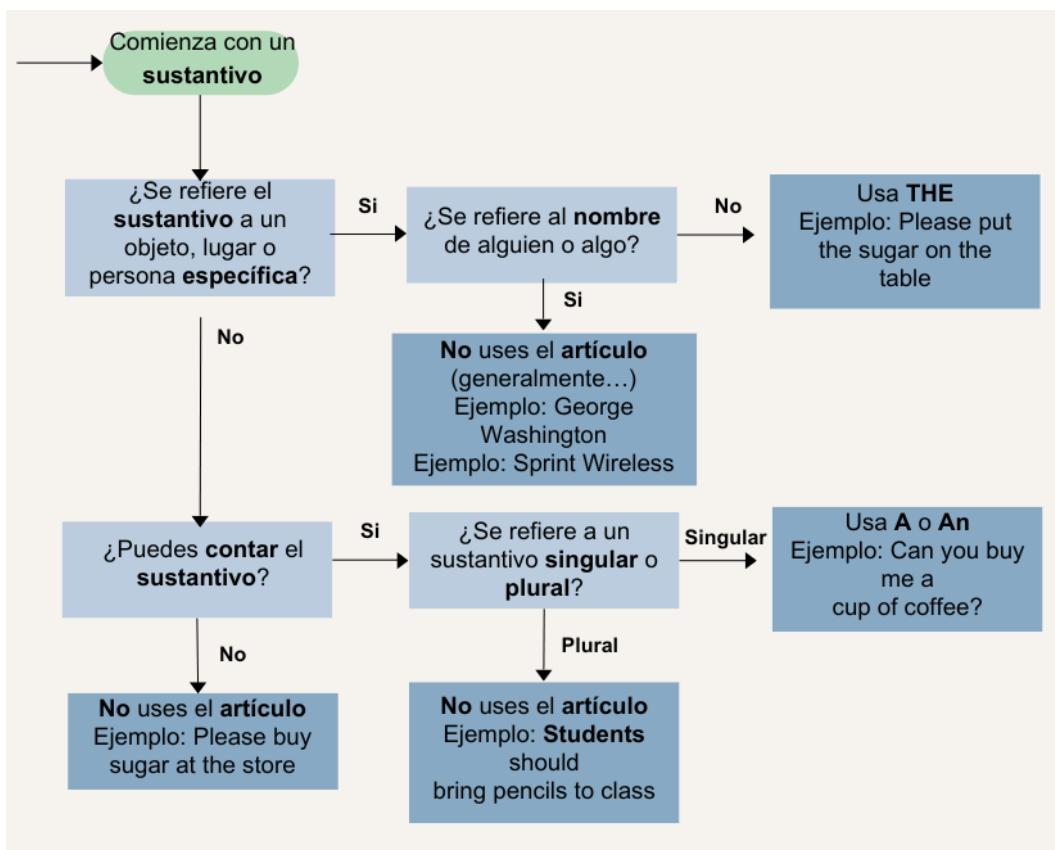 Comienza con un
sustantivo
¿Se refiere el
sustantivo a un
objeto, lugar o
persona específica?
Si
¿Se refiere al nombre
de alguien o algo?
No
Usa THE
Ejemplo: Please put
the sugar on the
table
Si
No
No uses el artículo
(generalmente…)
Ejemplo: George
Washington
Ejemplo: Sprint Wireless
¿Puedes contar el
sustantivo?
Si
¿Se refiere a un
sustantivo singular o
plural?
Singular
Usa A o An
Ejemplo: Can you buy
me a
cup of coffee?
No
Plural
No uses el artículo
Ejemplo: Please buy
sugar at the store
No uses el artículo
Ejemplo: Students
should
bring pencils to class